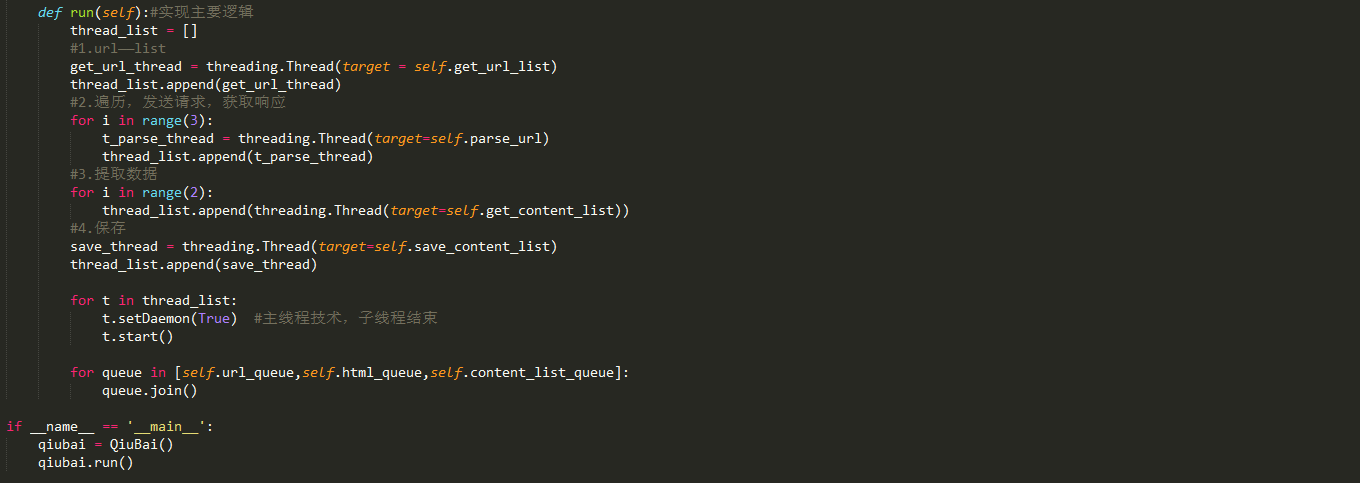 def run(self):#实现主要逻辑
thread_list = []
#1.url——list
get_url_thread = threading.Thread(target = self.get_url_list)
thread_list.append(get_url_thread)
#2.遍历，发送请求，获取响应
for i in range(3):
t_parse_thread = threading.Thread(target=self.parse_url)
thread_list.append(t_parse_thread)
#3.提取数据
for i in range(2):
thread_list.append(threading.Thread(target=self.get_content_list))
#4.保存
save_thread = threading.Thread(target=self.save_content_list)
thread_list.append(save_thread)
for t in thread_list:
t.setDaemon(True)  #主线程技术，子线程结束
t.start()
for queue in [self.url_queue,self.html_queue,self.content_list_queue]:
queue.join()
if __name__ == '__main__':
qiubai = QiuBai()
qiubai.run()